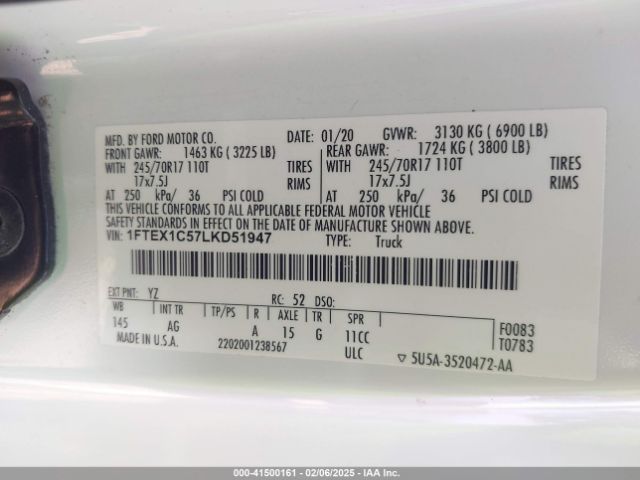 MFD. BY FORD MOTOR CO. DATE: 01/20 GVWR: 3130 KG ( 6900 LB)
FRONT GAWR: 1463 KG ( 3225 LB) REAR GAWR: 1724 KG ( 3800 LB)
WITH 245/70R17 110T TIRES WITH 245/70R17 110T TIRES
17x7.5J RIMS 17x7.5J RIMS
AT 250 kPa/ 36 PSI COLD AT 250 kPa/ 36 PSI COLD
THIS VEHICLE CONFORMS TO ALL APPLICABLE FEDERAL MOTOR VEHICLE
SAFETY STANDARDS IN EFFECT ON THE DATE OF MANUFACTURE SHOWN ABOVE.
VIN: 1FTEX1C57LKD51947 TYPE: Truck
EXT PNT: YZ RC: 52 DSO:
WB INT TR TP/PS R AXLE TR SPR F0083
145 AG A 15 G 11CC T0783
MADE IN U.S.A. 2202001238567 ULC ▽ 5U5A-3520472-AA
000-41500161 - 02/06/2025 - IAA Inc.